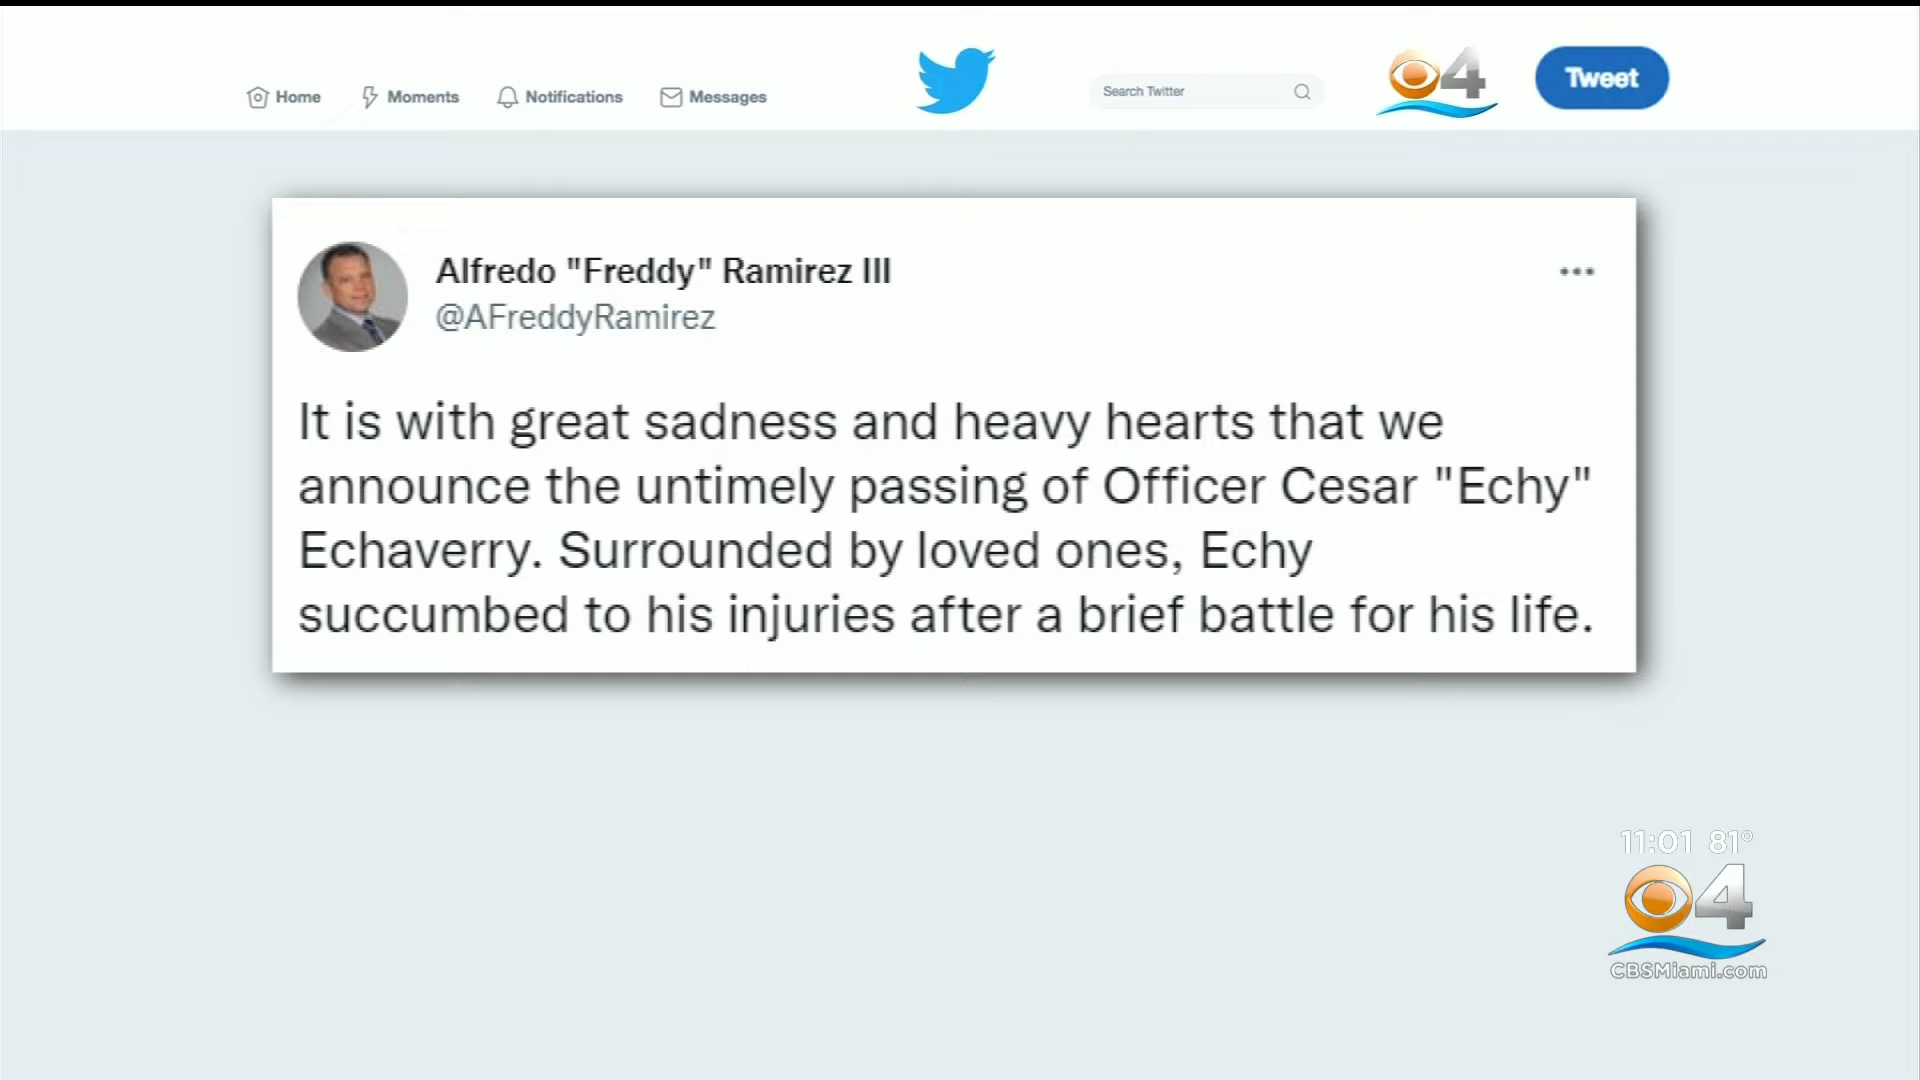 Home Moments Notifications Messages Search Twitter 4 Tweet
Alfredo "Freddy" Ramirez III
@AFreddyRamirez
It is with great sadness and heavy hearts that we
announce the untimely passing of Officer Cesar "Echy"
Echaverry. Surrounded by loved ones, Echy
succumbed to his injuries after a brief battle for his life.
11:01 81°
4
CBSMiami.com